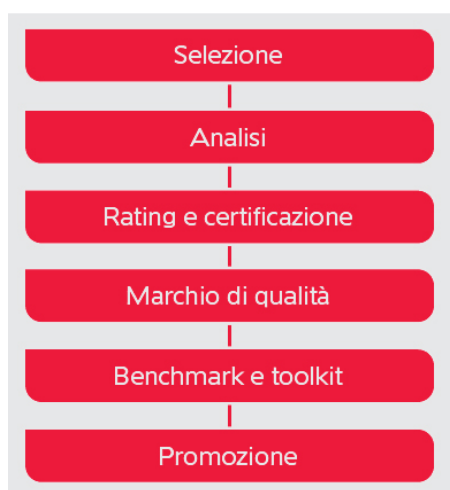 Selezione
Analisi
Rating e certificazione
Marchio di qualità
Benchmark e toolkit
Promozione